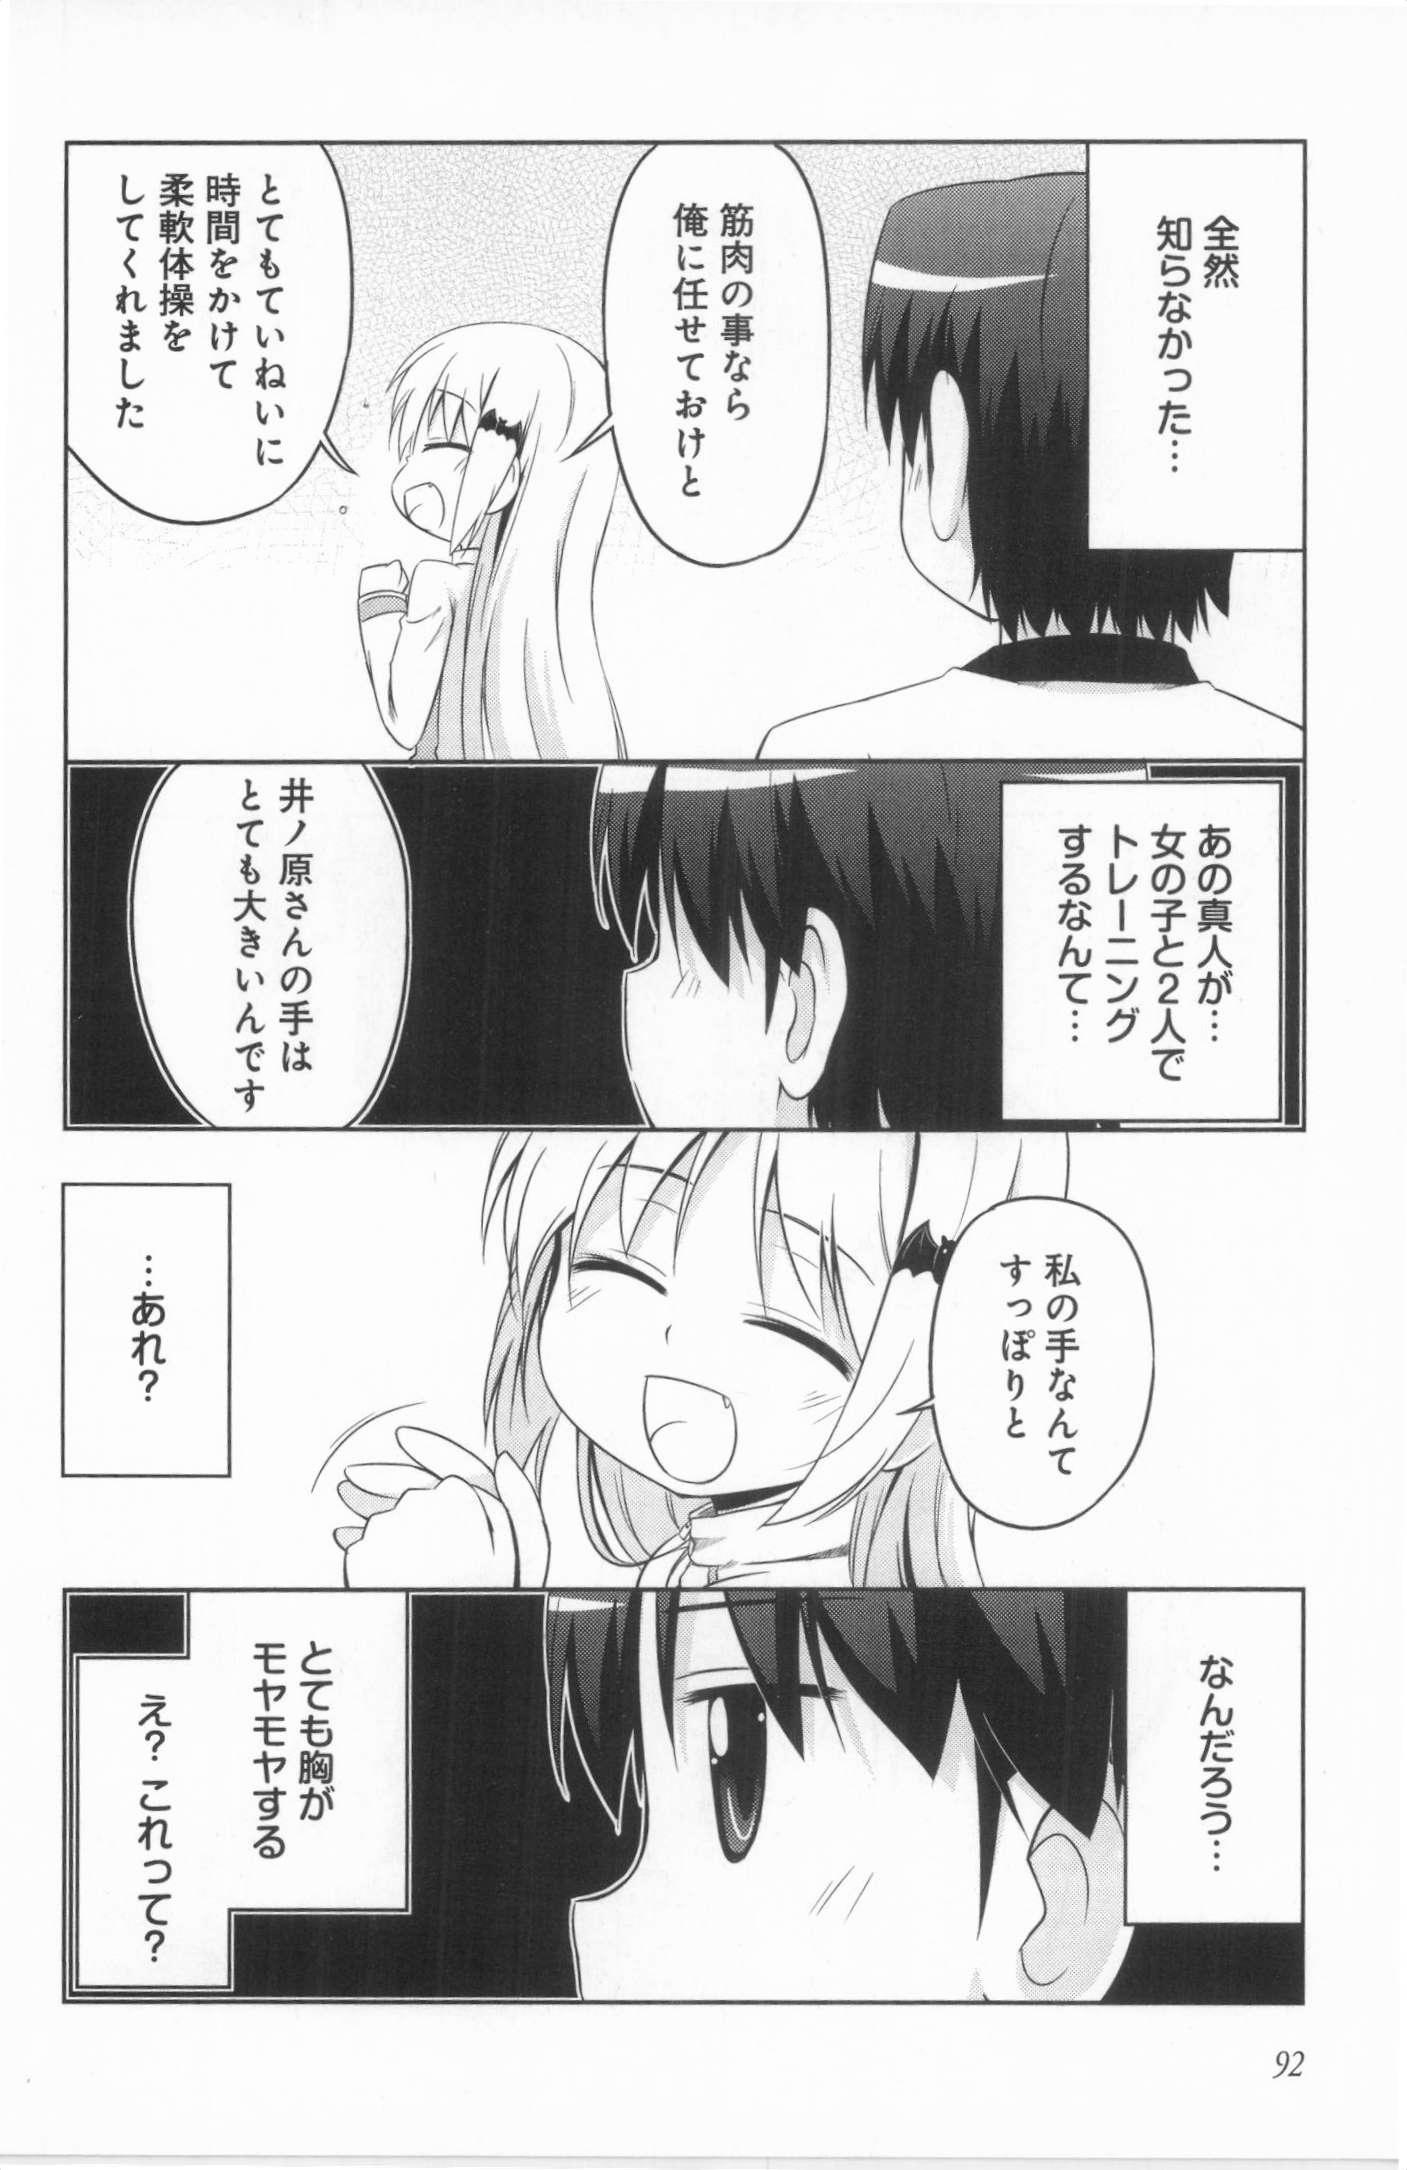 全然
知らなかった…
筋肉の事なら
俺に任せておけと
とてもていねいに
時間をかけて
柔軟体操を
してくれました
あの真人が…
女の子と2人で
トレーニング
するなんて…
井ノ原さんの手は
とても大きいんです
私の手なんて
すっぽりと
…あれ?
なんだろう…
とても胸が
モヤモヤする
え? これって?
92